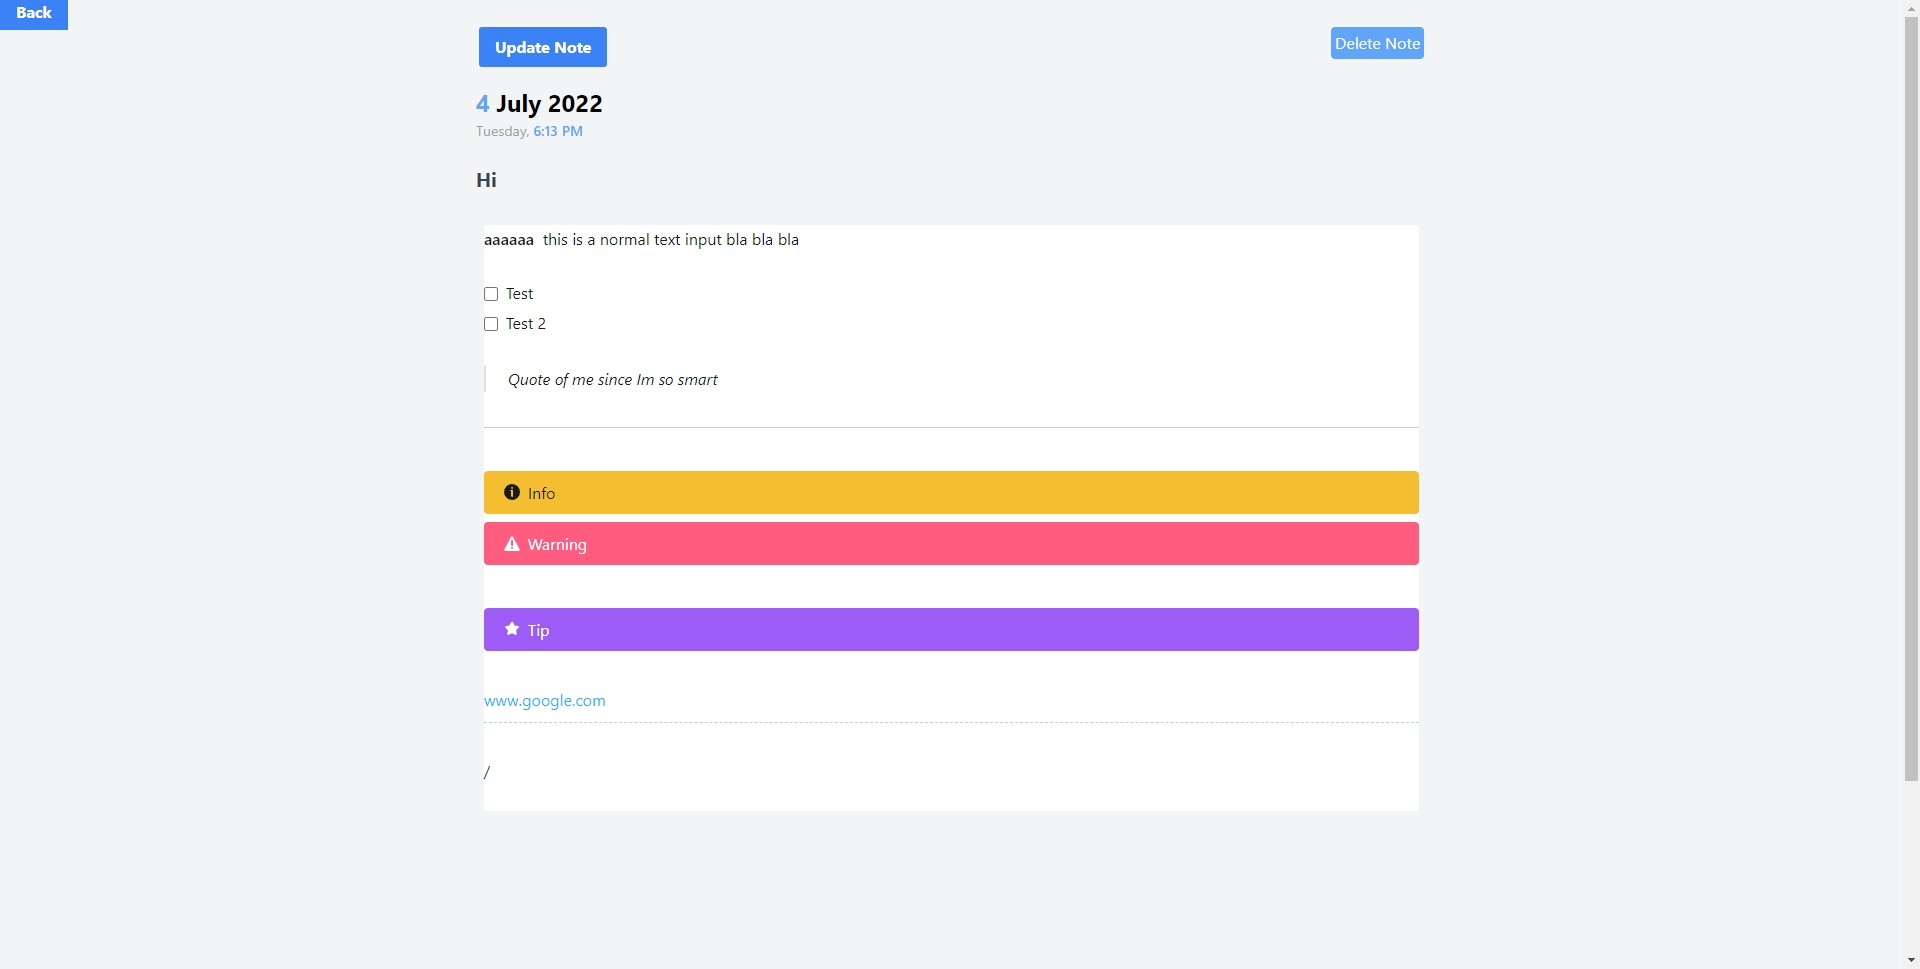 Back
Update Note
Delete Note
4 July 2022
Tuesday, 6:13 PM
Hi
aaaaaa this is a normal text input bla bla bla
Test
Test 2
Quote of me since Im so smart
Info
Warning
Tip
www.google.com
/